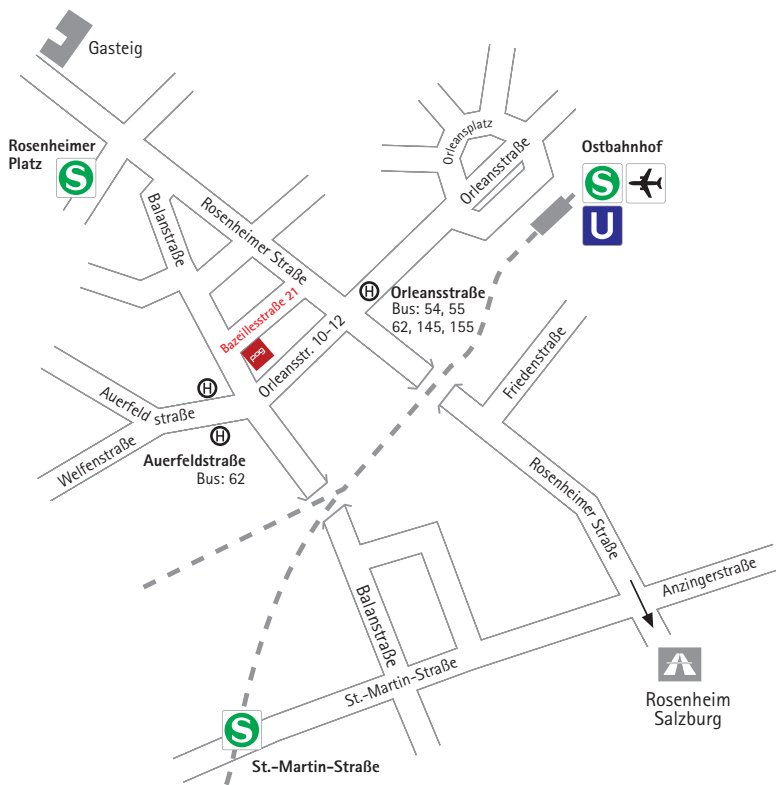 Gasteig
Rosenheimer
Platz
S
Balanstraße
Rosenheimer Straße
Orleansplatz
Orleansstraße
Ostbahnhof
S
U
H
Orleansstraße
Bus: 54, 55
62, 145, 155
Bazeillesstraße 21
pag
Orleansstr. 10-12
Friedenstraße
H
Auerfeld straße
H
Welfenstraße
Auerfeldstraße
Bus: 62
Rosenheimer Straße
Anzingerstraße
Balanstraße
St.-Martin-Straße
Rosenheim
Salzburg
S
St.-Martin-Straße